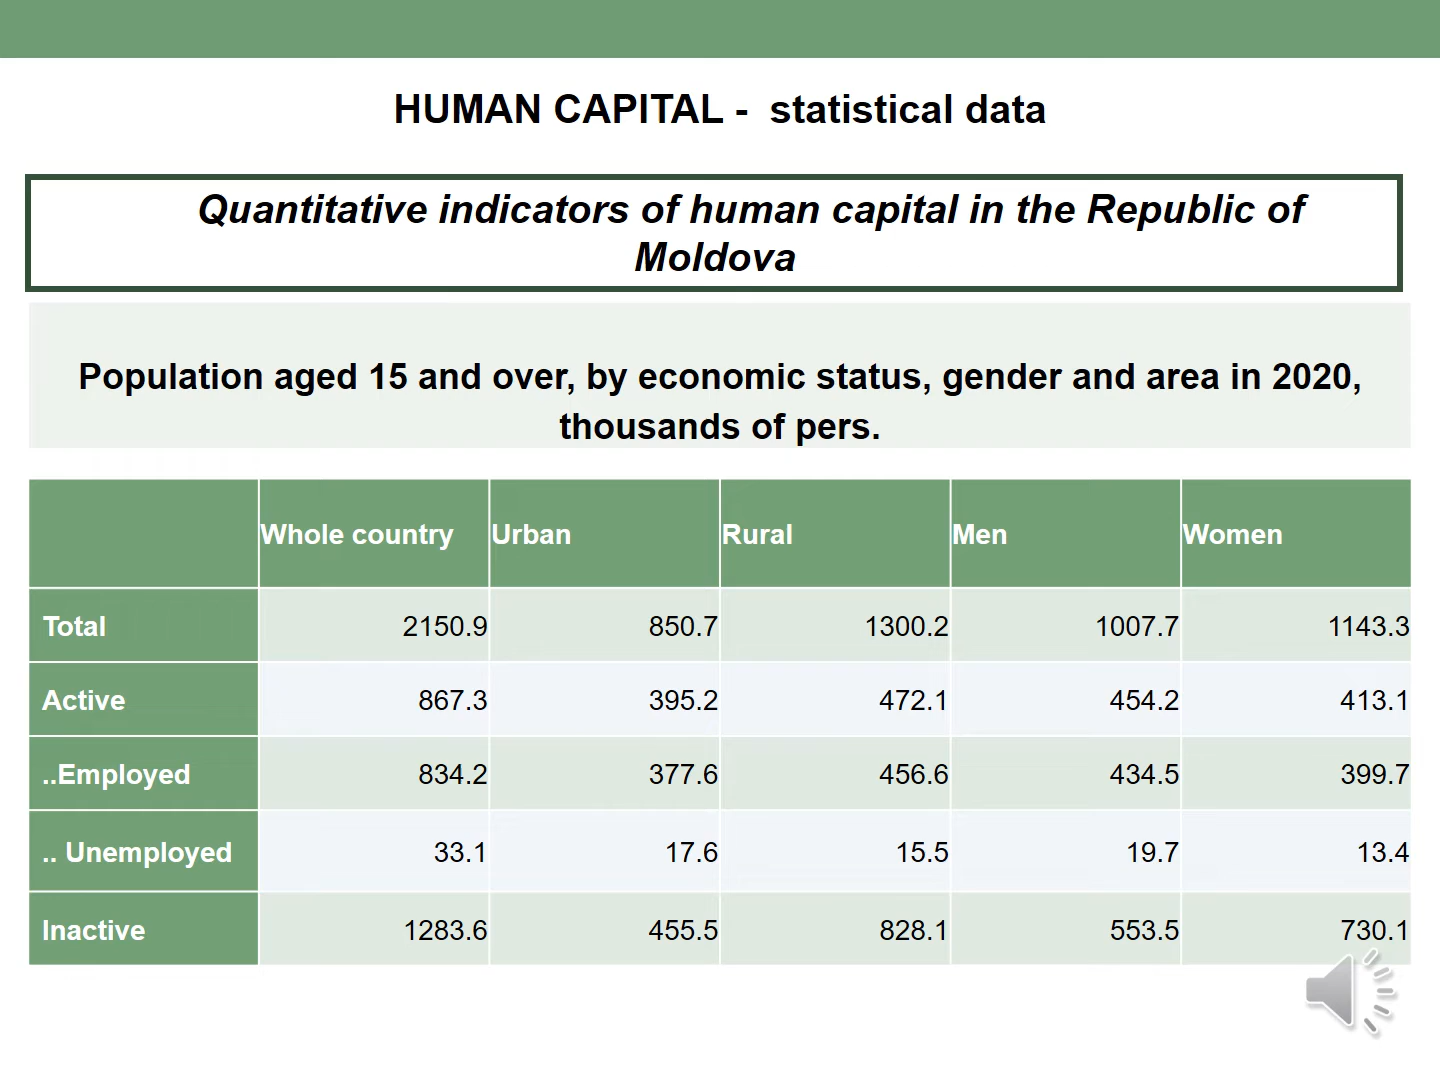 HUMAN CAPITAL - statistical data
Quantitative indicators of human capital in the Republic of
Moldova
Population aged 15 and over, by economic status, gender and area in 2020,
thousands of pers.
Whole country Urban Rural Men Women
Total 2150.9 850.7 1300.2 1007.7 1143.3
Active 867.3 395.2 472.1 454.2 413.1
..Employed 834.2 377.6 456.6 434.5 399.7
.. Unemployed 33.1 17.6 15.5 19.7 13.4
Inactive 1283.6 455.5 828.1 553.5 730.1